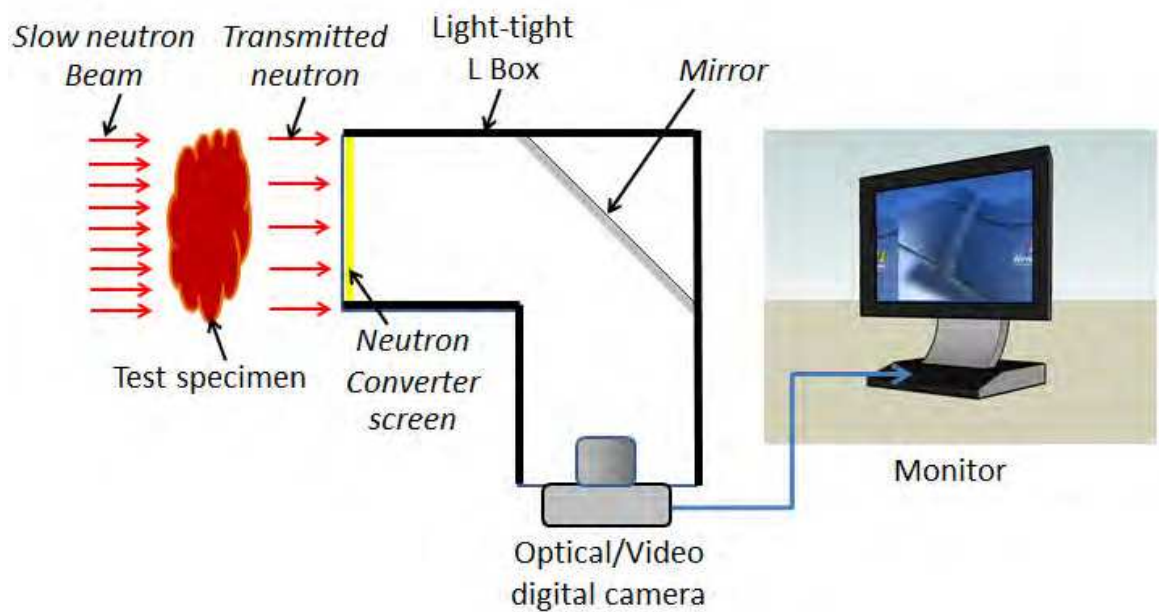 Slow neutron
Beam
Transmitted
neutron
Light-tight
L Box
Mirror
Test specimen
Neutron
Converter
screen
Monitor
Optical/Video
digital camera